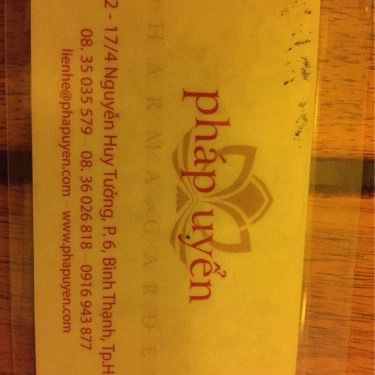 pháp uyển
HARMA GARDE
2 - 17/4 Nguyễn Huy Tưởng, P. 6, Bình Thạnh, Tp.H
08. 35 035 579 - 08. 36 026 818 - 0916 943 877
lienhe@phapuyen.com - www.phapuyen.com